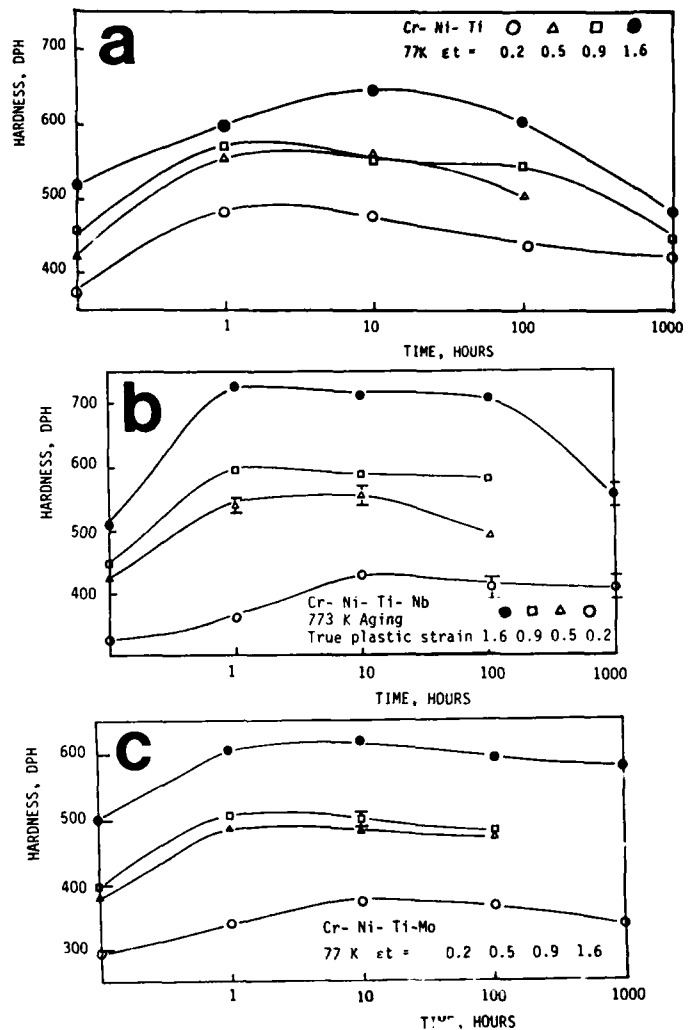 a
Cr- Ni- Ti
77K εt = 0.2 0.5 0.9 1.6
HARDNESS, DPH
700
600
500
400
1 10 100 1000
TIME, HOURS
b
HARDNESS, DPH
700
600
500
400
Cr- Ni- Ti- Nb
773 K Aging
True plastic strain 1.6 0.9 0.5 0.2
1 10 100 1000
TIME, HOURS
c
HARDNESS, DPH
600
500
400
300
Cr- Ni- Ti-Mo
77 K εt = 0.2 0.5 0.9 1.6
1 10 100 1000
HOURS